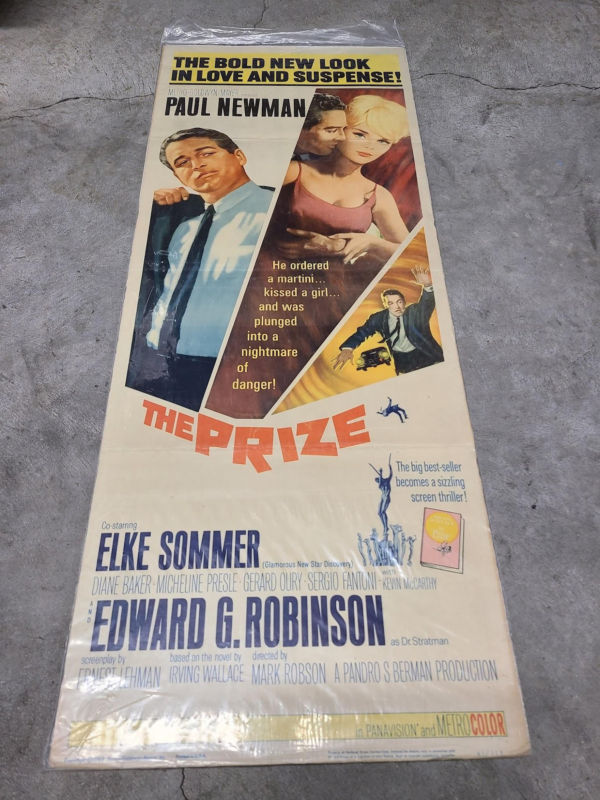 THE BOLD NEW LOOK
IN LOVE AND SUSPENSE!
METRO-GOLDWYN-MAYER
PAUL NEWMAN
He ordered
a martini...
kissed a girl...
and was
plunged
into a
nightmare
of
danger!
THE PRIZE
The big best-seller
becomes a sizzling
screen thriller!
Co-starring
ELKE SOMMER
(Glamorous New Star Discovery)
with
DIANE BAKER · MICHELINE PRESLE · GERARD OURY · SERGIO FANTONI · KEVIN McCARTHY
AND
EDWARD G. ROBINSON
as Dr. Stratman
screenplay by
ERNEST LEHMAN
based on the novel by
IRVING WALLACE
directed by
MARK ROBSON
A PANDRO S BERMAN PRODUCTION
in PANAVISION® and METROCOLOR